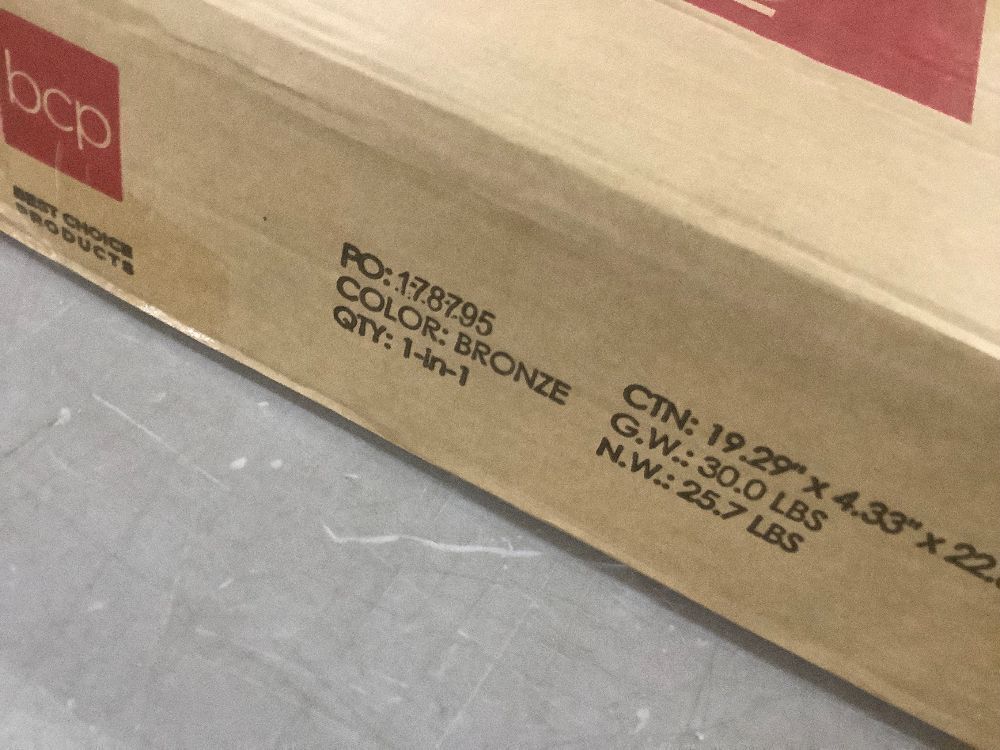 bcp
BEST CHOICE
PRODUCTS
PO: 178795
COLOR: BRONZE
QTY: 1-in-1
CTN: 19.29" x 4.33" x 22.
G.W.: 30.0 LBS
N.W.: 25.7 LBS